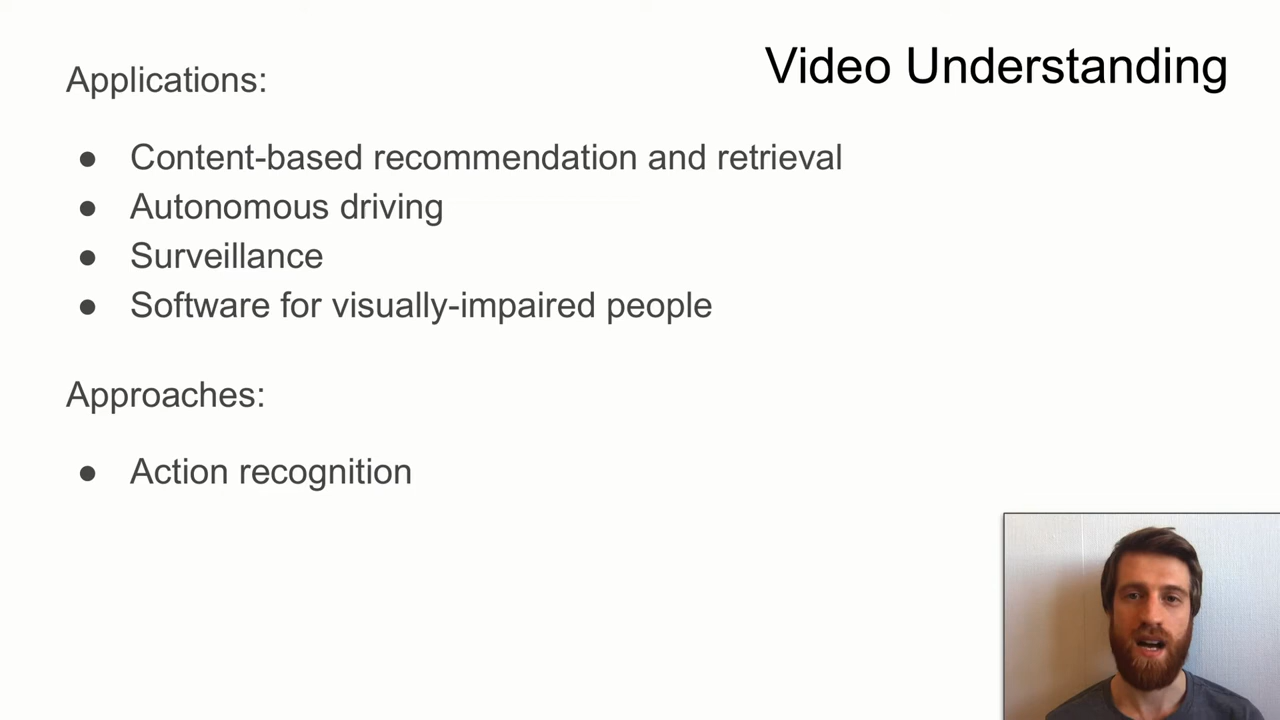 Video Understanding
Applications:
● Content-based recommendation and retrieval
● Autonomous driving
● Surveillance
● Software for visually-impaired people
Approaches:
● Action recognition